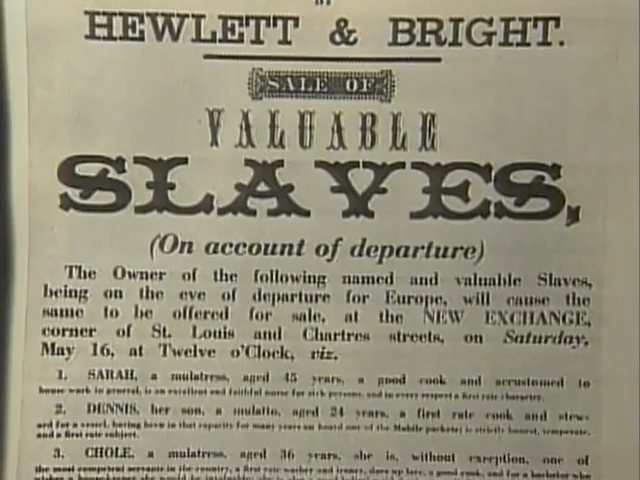 BY
HEWLETT & BRIGHT.
SALE OF
VALUABLE
SLAVES,
(On account of departure)
The Owner of the following named and valuable Slaves,
being on the eve of departure for Europe, will cause the
same to be offered for sale, at the NEW EXCHANGE,
corner of St. Louis and Chartres streets, on Saturday,
May 16, at Twelve o'Clock, viz.
1. SARAH, a mulatress, aged 45 years, a good cook and accustomed to
house work in general, is an excellent and faithful nurse for sick persons, and in every respect a first rate character.
2. DENNIS, her son, a mulatto, aged 24 years, a first rate cook and stew-
ard for a vessel, having been in that capacity for many years on board one of the Mobile packets; is strictly honest, temperate,
and a first rate subject.
3. CHOLE, a mulatress, aged 36 years, she is, without exception, one of
the most competent servants in the country, a first rate washer and ironer, does up lace, a good cook, and for a bachelor who